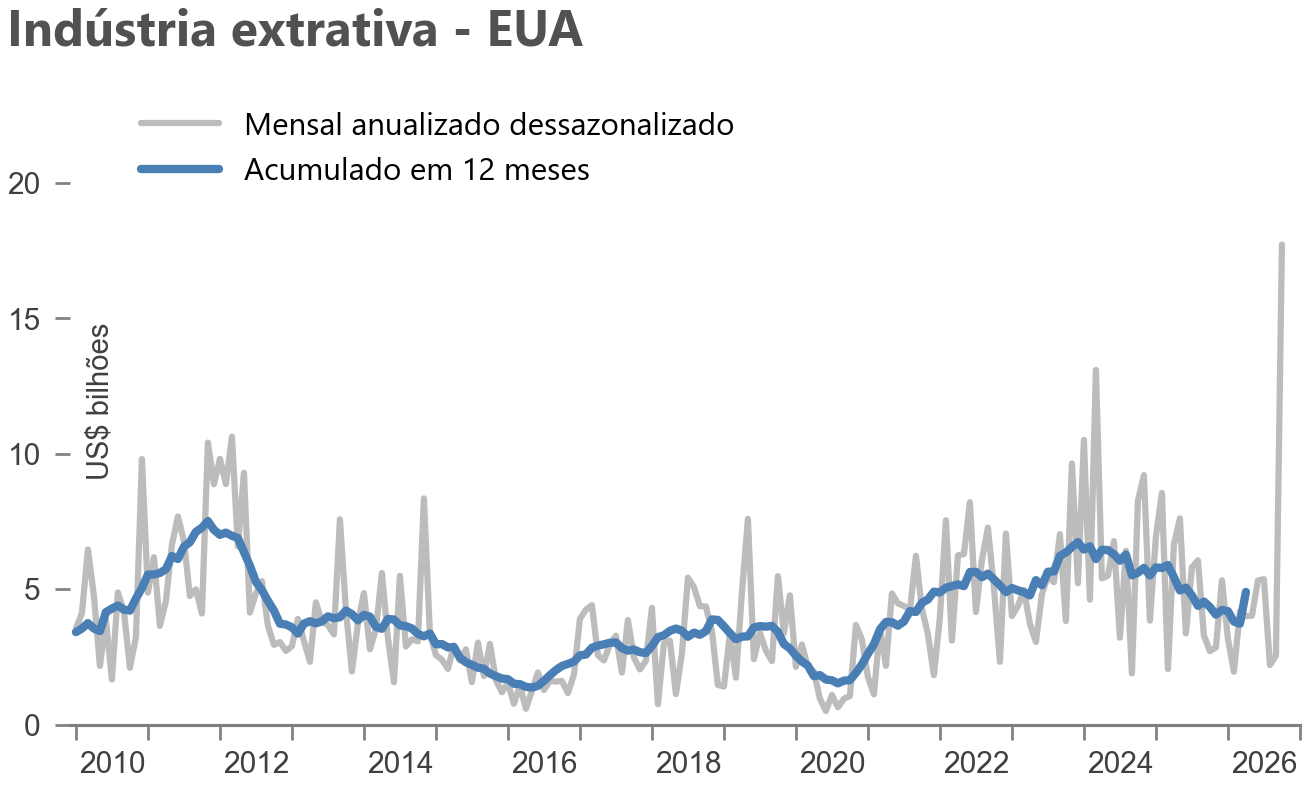 Indústria extrativa - EUA
Mensal anualizado dessazonalizado
Acumulado em 12 meses
20
15
10
5
0
US$ bilhões
2010 2012 2014 2016 2018 2020 2022 2024 2026